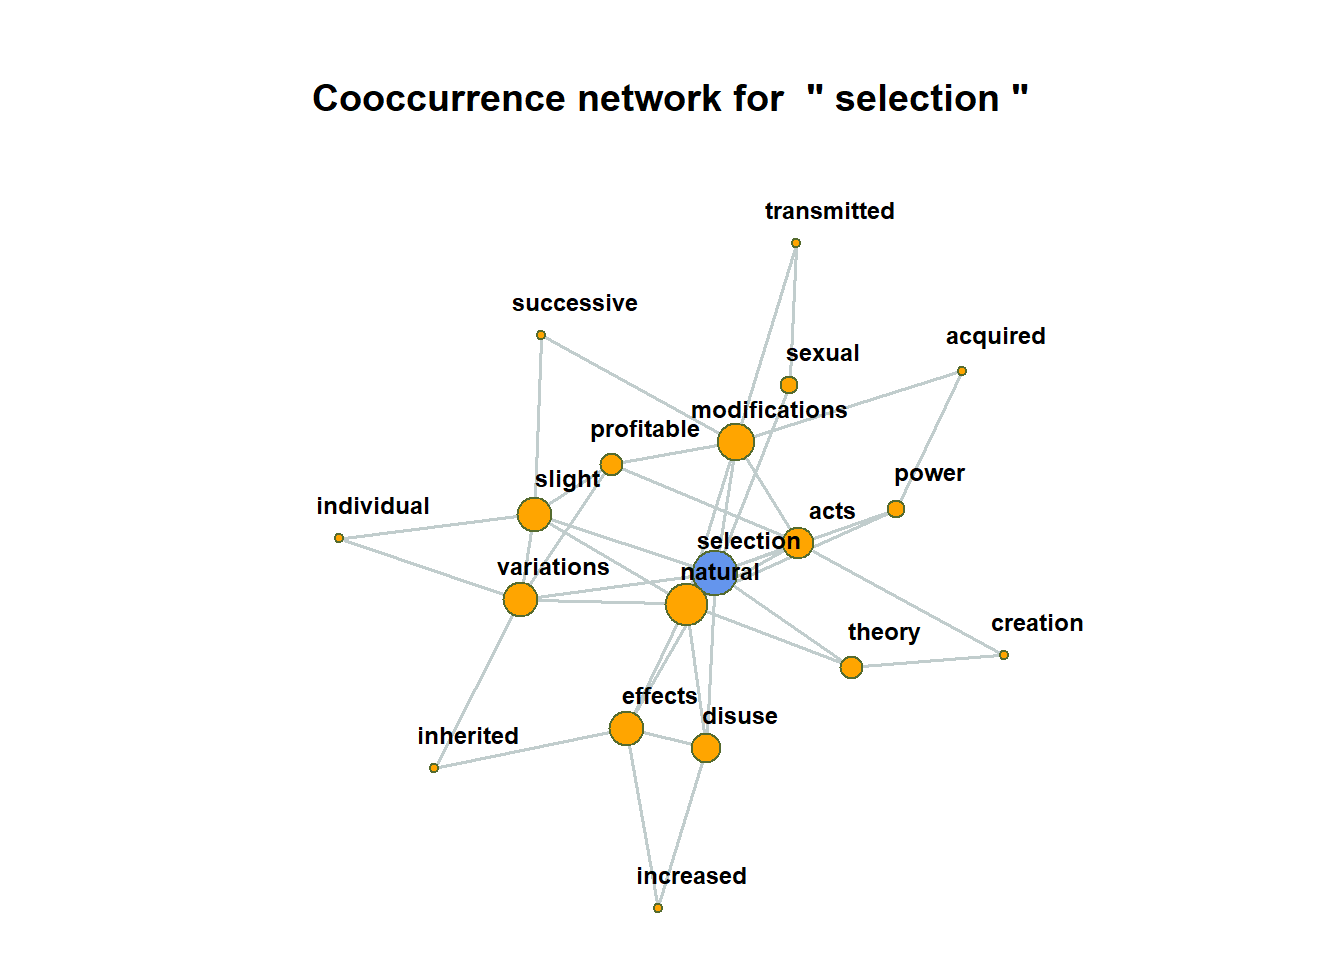 Cooccurrence network for " selection "
transmitted
successive
acquired
sexual
modifications
profitable
power
slight
individual
acts
selection
variations
natural
creation
theory
effects
disuse
inherited
increased